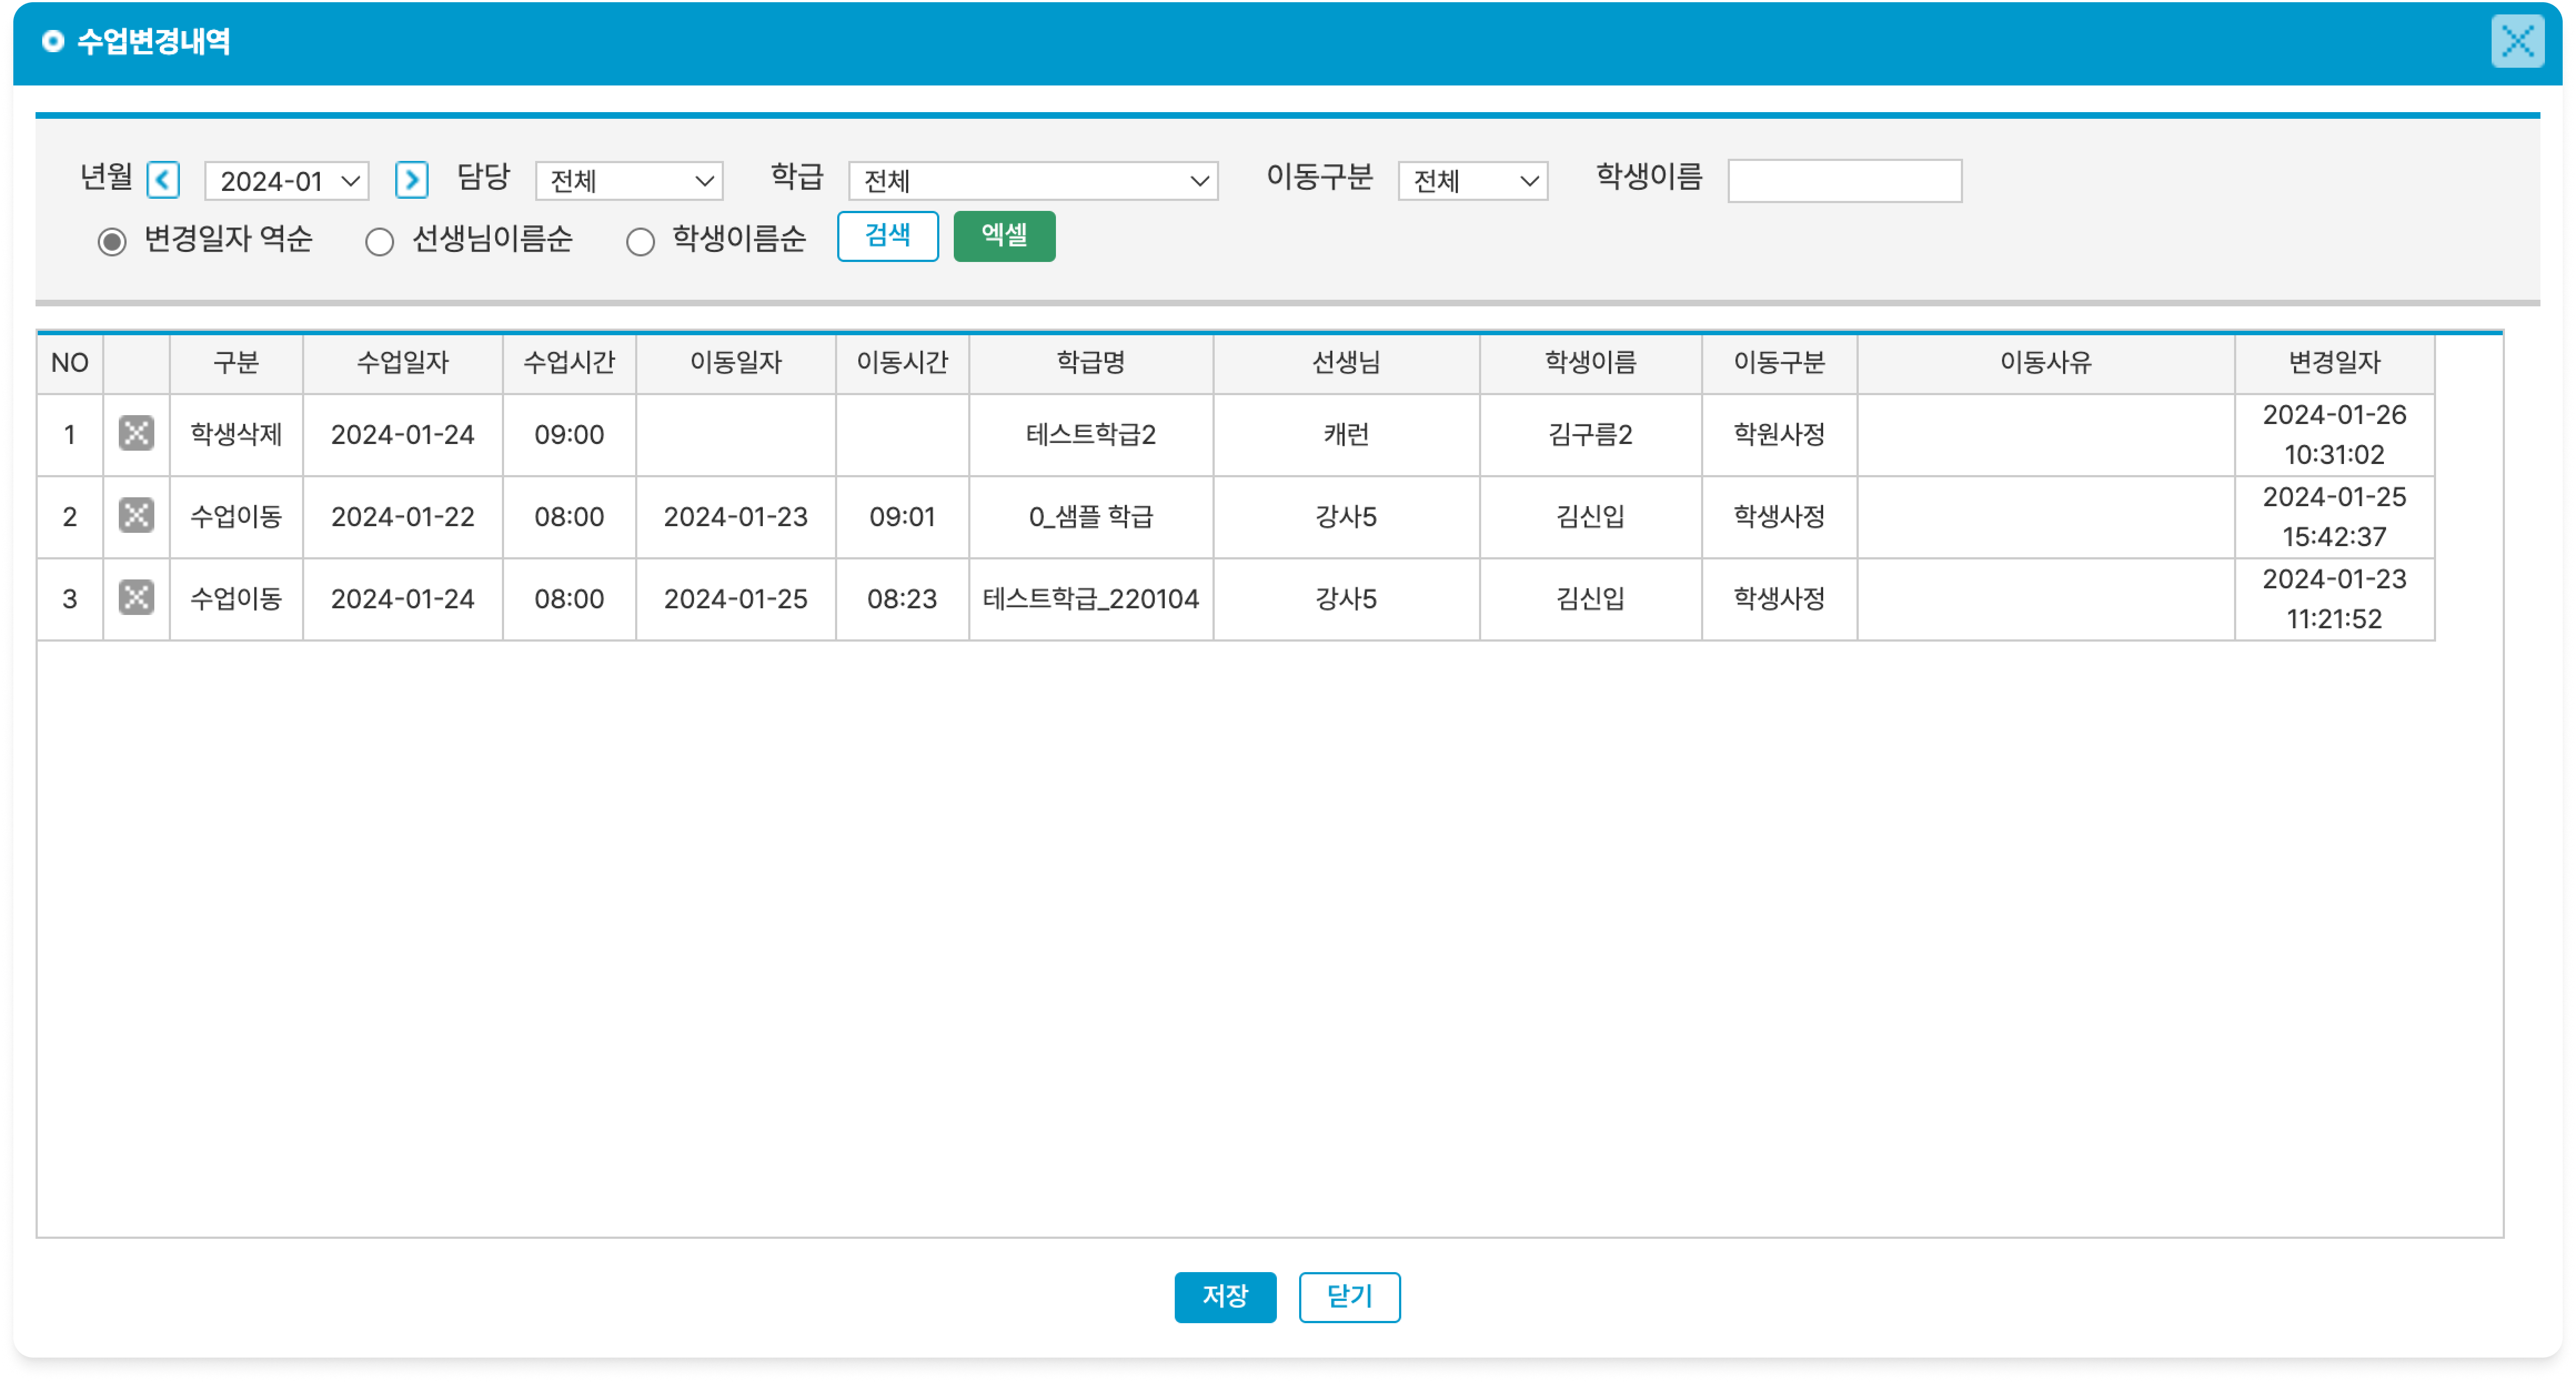 수업변경내역
년월 2024-01 담당 전체 학급 전체 이동구분 전체 학생이름
변경일자 역순 선생님이름순 학생이름순 검색 엑셀
NO 구분 수업일자 수업시간 이동일자 이동시간 학급명 선생님 학생이름 이동구분 이동사유 변경일자
1 학생삭제 2024-01-24 09:00 테스트학급2 캐런 김구름2 학원사정 2024-01-26
10:31:02
2 수업이동 2024-01-22 08:00 2024-01-23 09:01 0_샘플 학급 강사5 김신입 학생사정 2024-01-25
15:42:37
3 수업이동 2024-01-24 08:00 2024-01-25 08:23 테스트학급_220104 강사5 김신입 학생사정 2024-01-23
11:21:52
저장 닫기